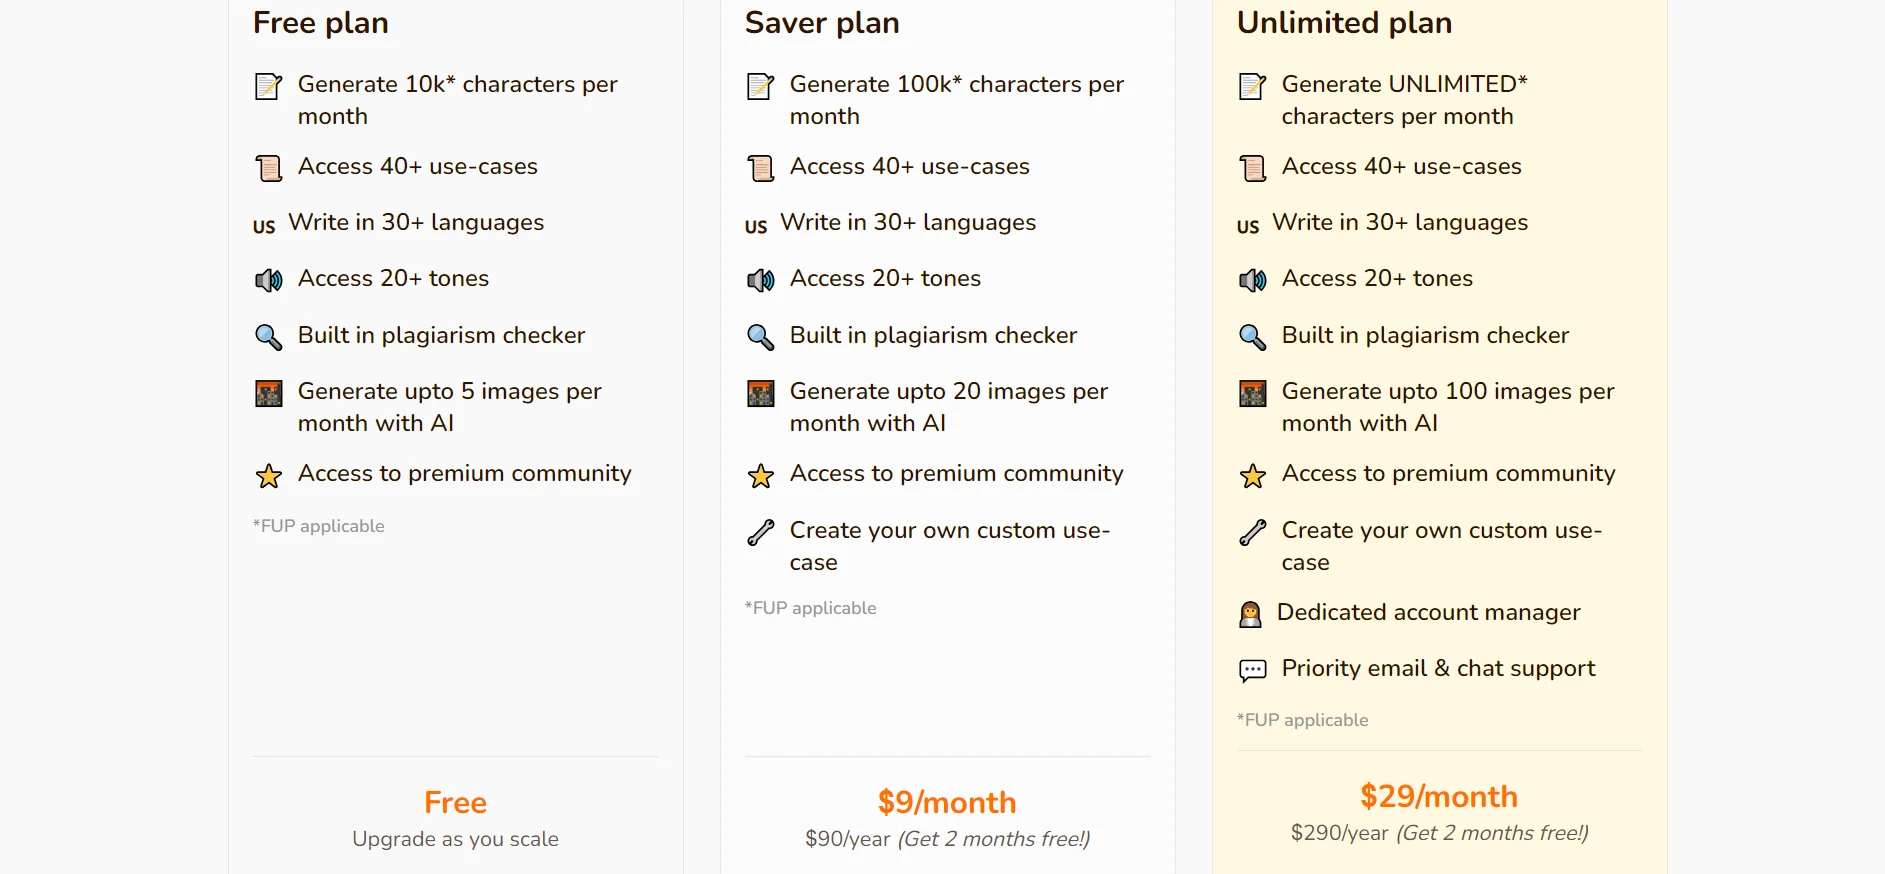 Free plan
Generate 10k* characters per
month
Access 40+ use-cases
US Write in 30+ languages
Access 20+ tones
Built in plagiarism checker
Generate upto 5 images per
month with AI
Access to premium community
*FUP applicable
Free
Upgrade as you scale
Saver plan
Generate 100k* characters per
month
Access 40+ use-cases
US Write in 30+ languages
Access 20+ tones
Built in plagiarism checker
Generate upto 20 images per
month with AI
Access to premium community
Create your own custom use-
case
*FUP applicable
$9/month
$90/year (Get 2 months free!)
Unlimited plan
Generate UNLIMITED*
characters per month
Access 40+ use-cases
US Write in 30+ languages
Access 20+ tones
Built in plagiarism checker
Generate upto 100 images per
month with AI
Access to premium community
Create your own custom use-
case
Dedicated account manager
Priority email & chat support
*FUP applicable
$29/month
$290/year (Get 2 months free!)